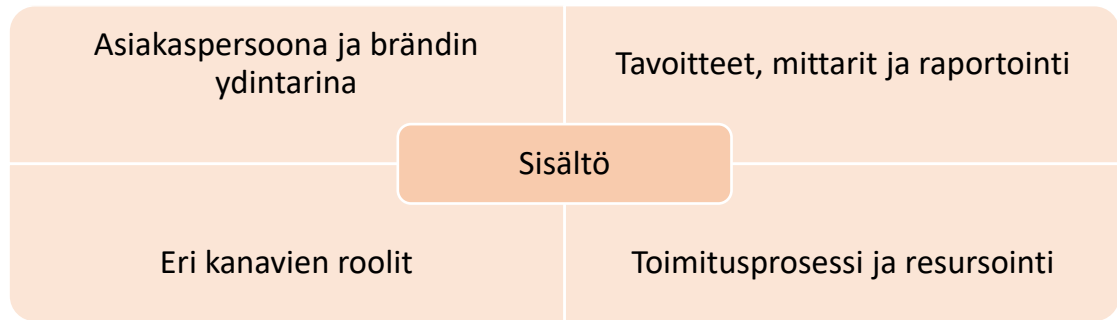 Asiakaspersoona ja brändin
ydintarina
Tavoitteet, mittarit ja raportointi
Sisältö
Eri kanavien roolit
Toimitusprosessi ja resursointi